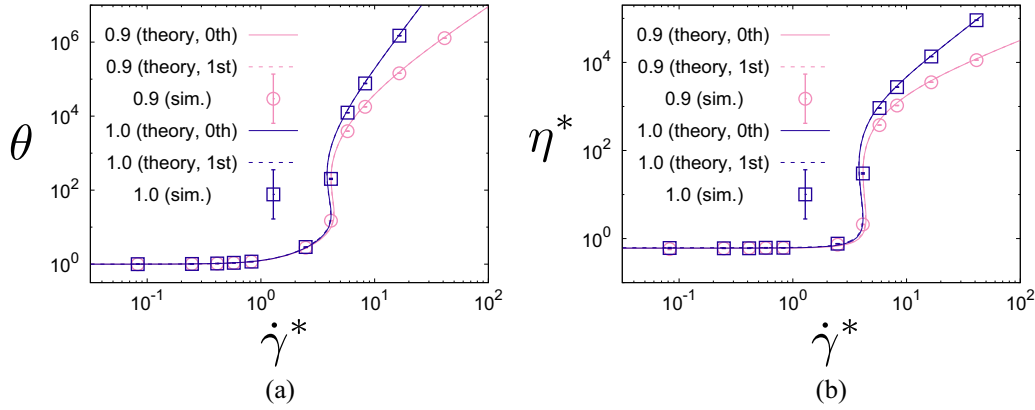 10^6
10^4
10^2
10^0
θ
0.9 (theory, 0th)
0.9 (theory, 1st)
0.9 (sim.)
1.0 (theory, 0th)
1.0 (theory, 1st)
1.0 (sim.)
10^-1
10^0
10^1
10^2
γ̇*
(a)
10^4
10^2
10^0
η*
0.9 (theory, 0th)
0.9 (theory, 1st)
0.9 (sim.)
1.0 (theory, 0th)
1.0 (theory, 1st)
1.0 (sim.)
10^-1
10^0
10^1
10^2
γ̇*
(b)